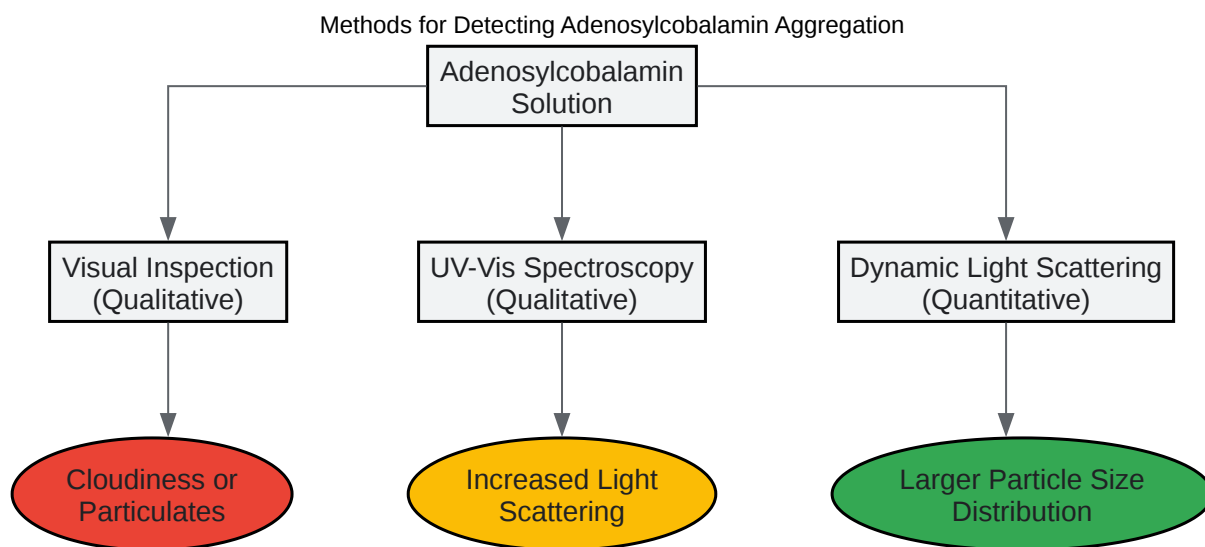 Methods for Detecting Adenosylcobalamin Aggregation
Adenosylcobalamin
Solution
Visual Inspection
(Qualitative)
UV-Vis Spectroscopy
(Qualitative)
Dynamic Light Scattering
(Quantitative)
Cloudiness or
Particulates
Increased Light
Scattering
Larger Particle Size
Distribution